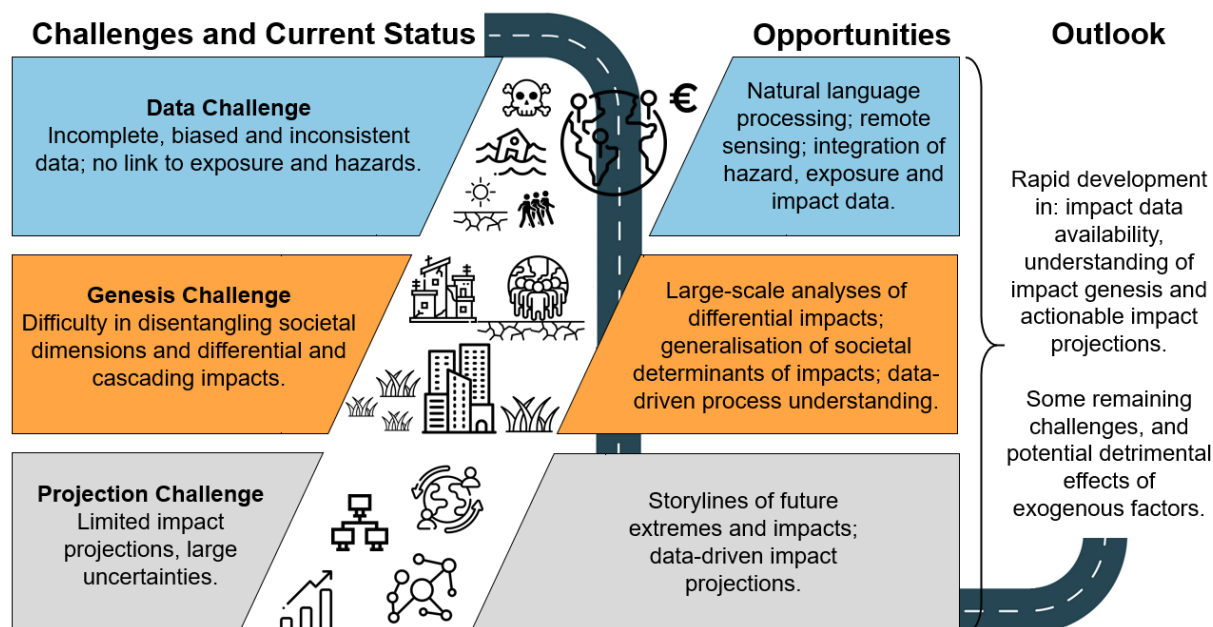 Challenges and Current Status
Opportunities
Outlook
Data Challenge
Incomplete, biased and inconsistent
data; no link to exposure and hazards.
€
Natural language
processing; remote
sensing; integration of
hazard, exposure and
impact data.
Genesis Challenge
Difficulty in disentangling societal
dimensions and differential and
cascading impacts.
Large-scale analyses of
differential impacts;
generalisation of societal
determinants of impacts; data-
driven process understanding.
Projection Challenge
Limited impact
projections, large
uncertainties.
Storylines of future
extremes and impacts;
data-driven impact
projections.
Rapid development
in: impact data
availability,
understanding of
impact genesis and
actionable impact
projections.
Some remaining
challenges, and
potential detrimental
effects of
exogenous factors.